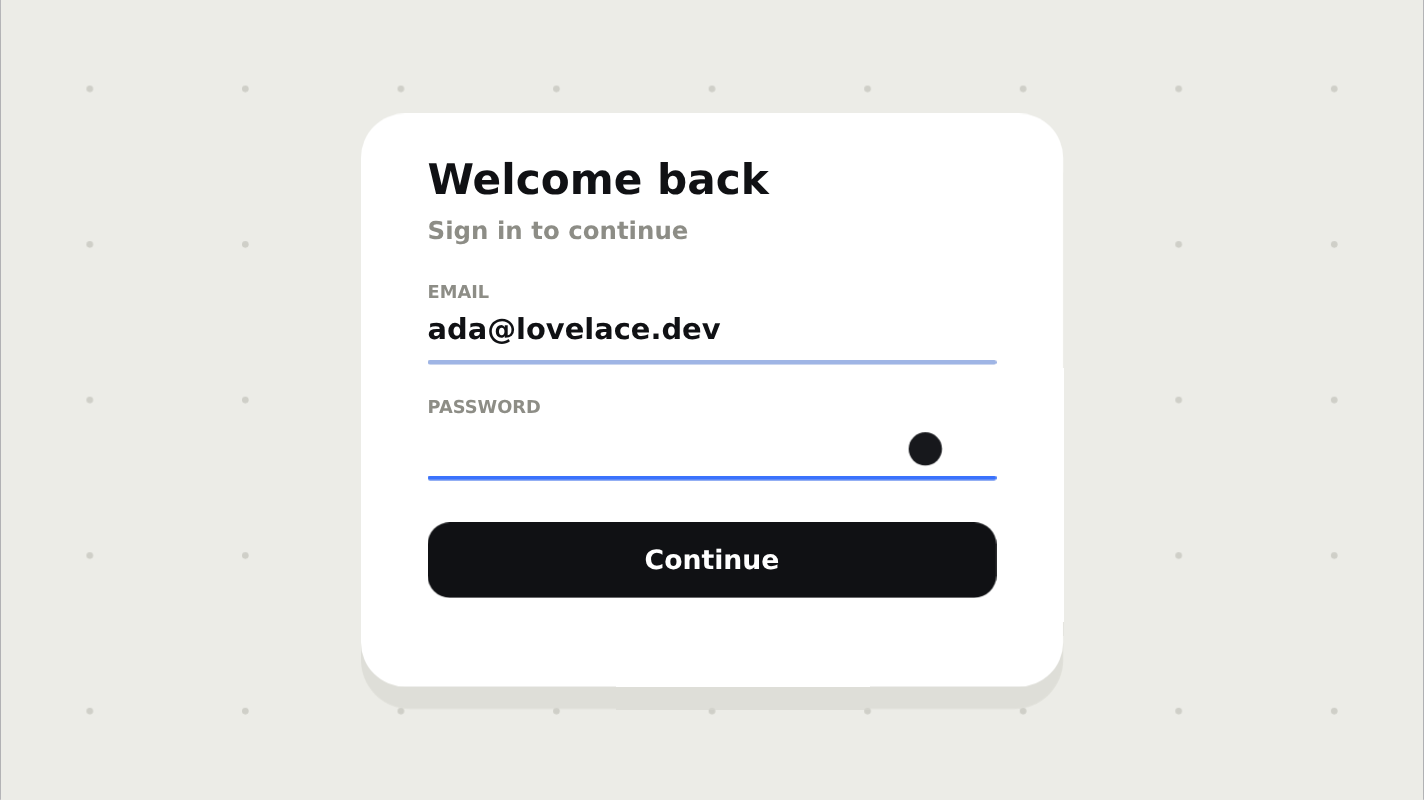 Welcome back
Sign in to continue
EMAIL
ada@lovelace.dev
PASSWORD
Continue